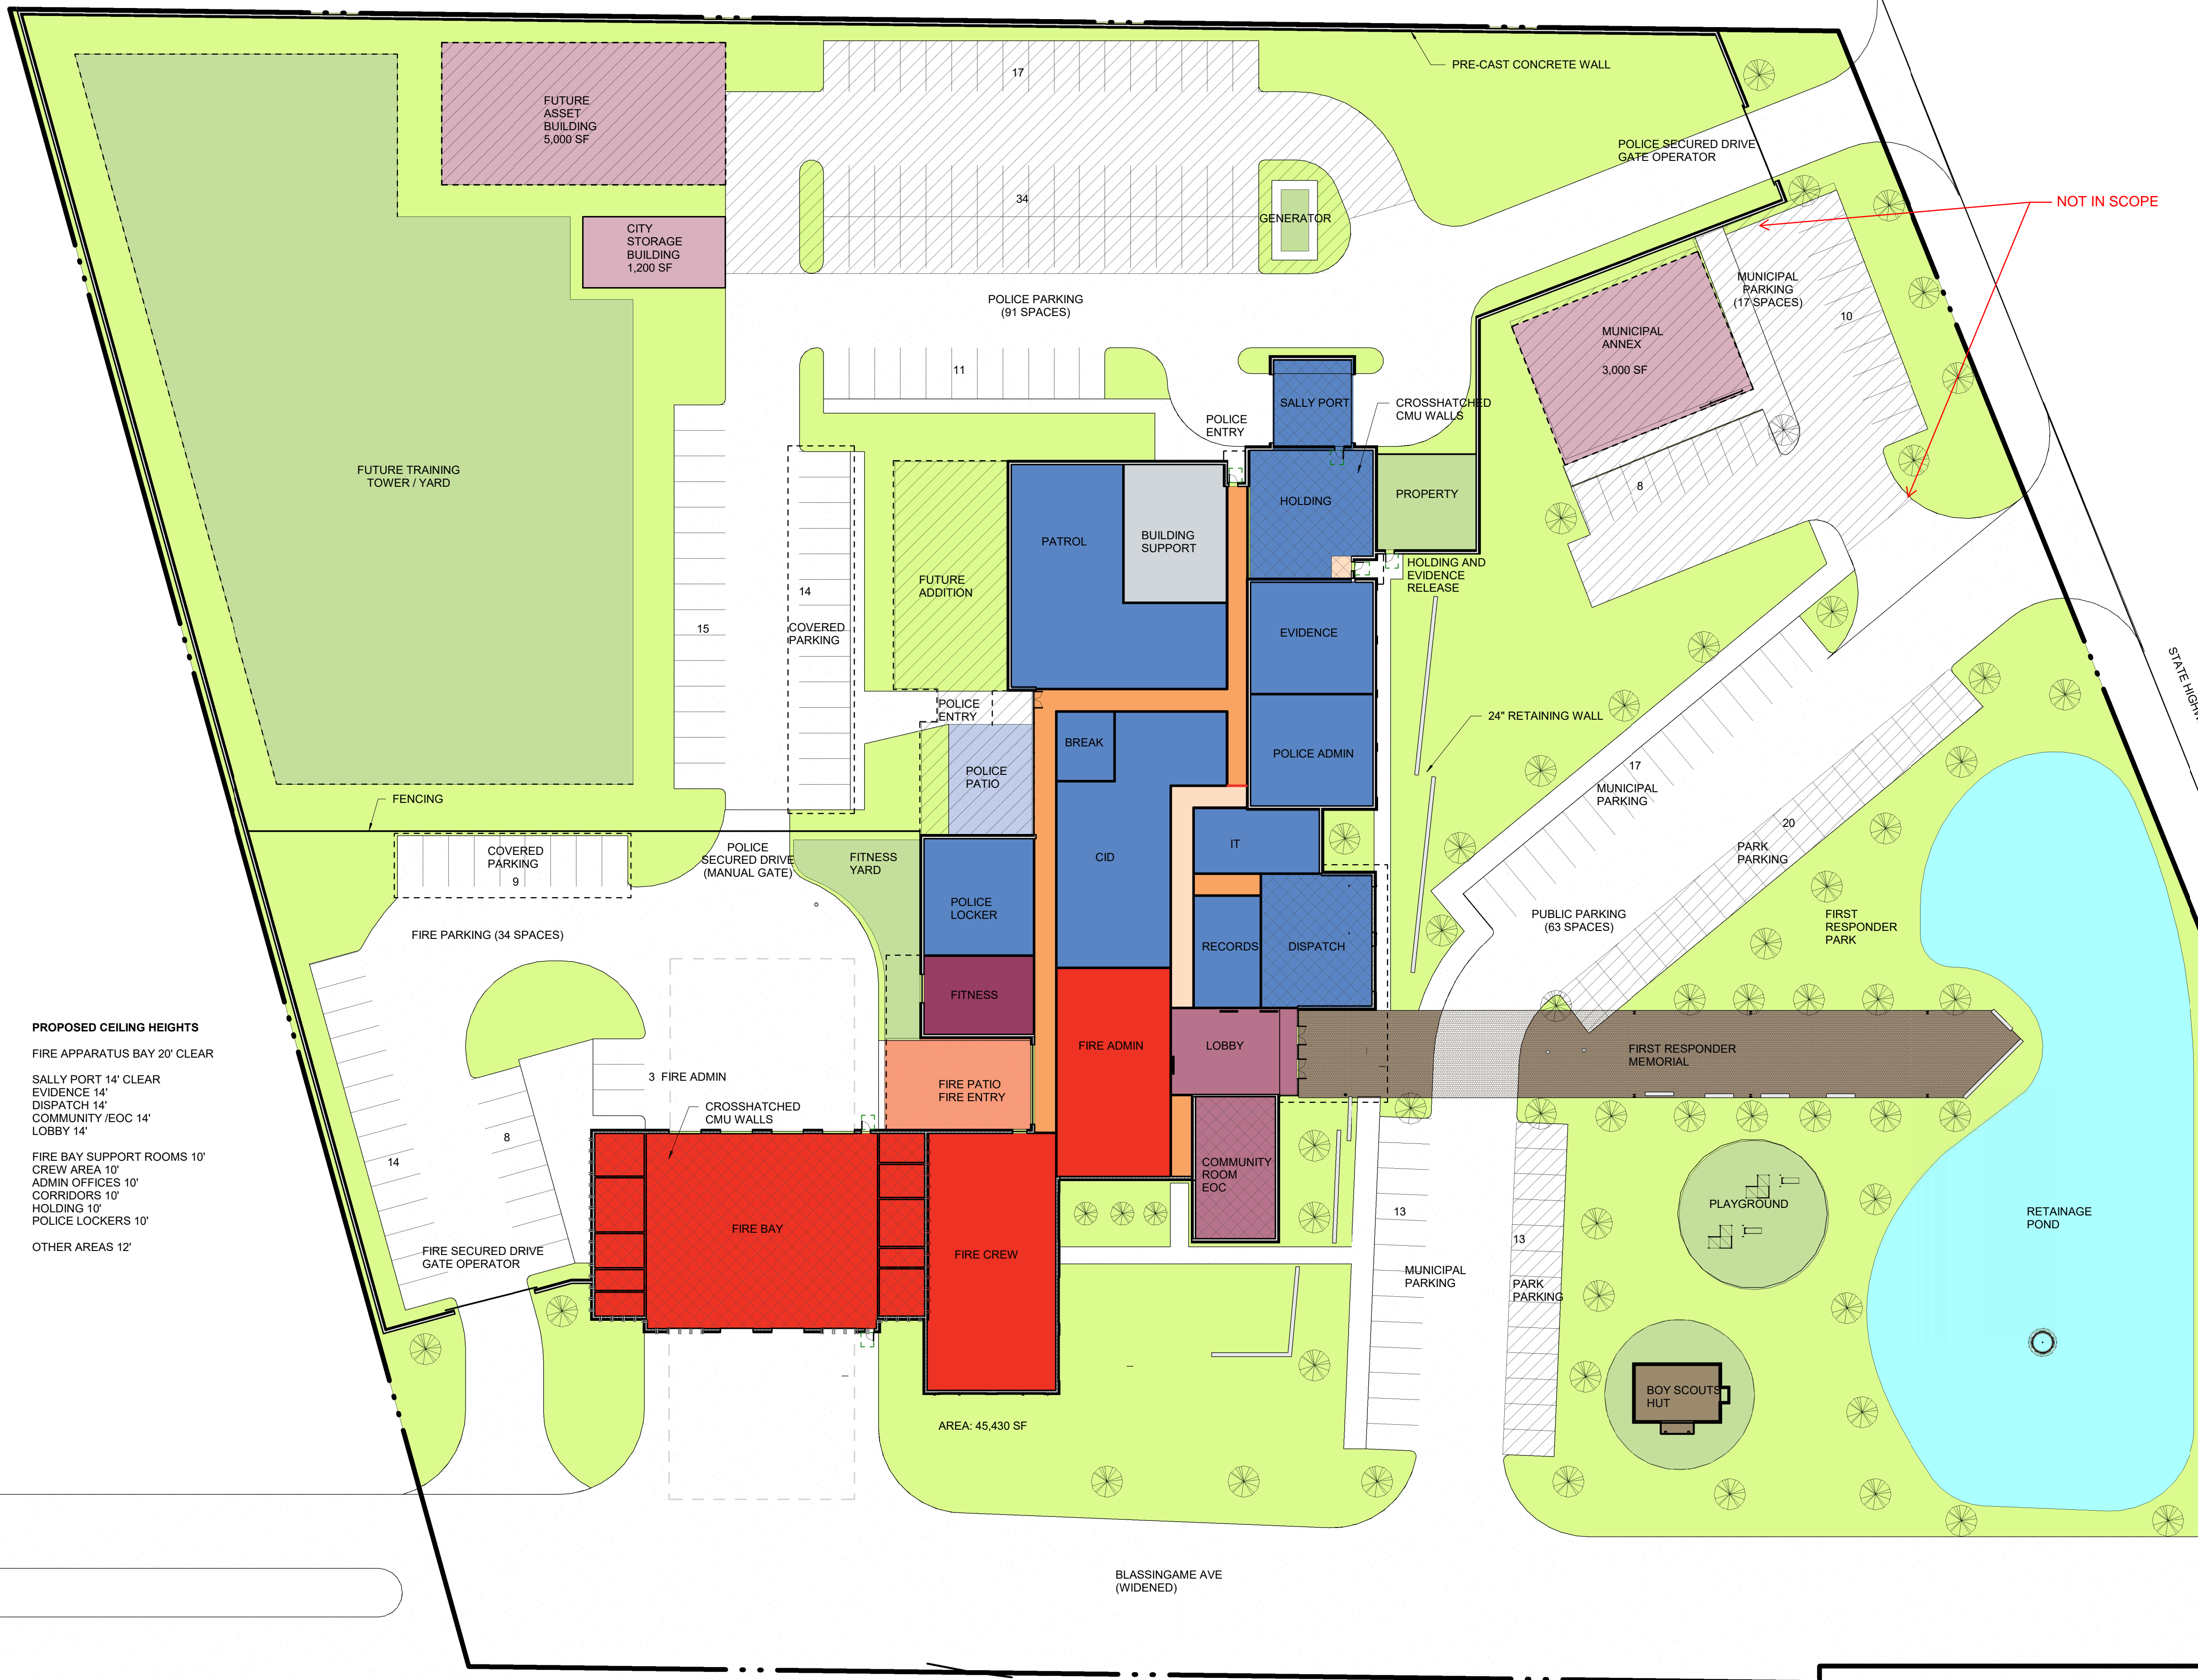 17
PRE-CAST CONCRETE WALL
FUTURE
ASSET
BUILDING
5,000 SF
POLICE SECURED DRIVE
GATE OPERATOR
34
NOT IN SCOPE
GENERATOR
CITY
STORAGE
BUILDING
1,200 SF
MUNICIPAL
PARKING
(17 SPACES)
POLICE PARKING
(91 SPACES)
10
MUNICIPAL
ANNEX
3,000 SF
11
SALLY PORT
CROSSHATCHED
CMU WALLS
POLICE
ENTRY
FUTURE TRAINING
TOWER / YARD
8
HOLDING
PROPERTY
PATROL
BUILDING
SUPPORT
HOLDING AND
EVIDENCE
RELEASE
FUTURE
ADDITION
14
15
COVERED
PARKING
EVIDENCE
STATE HIGHW
POLICE
ENTRY
24" RETAINING WALL
BREAK
POLICE ADMIN
POLICE
PATIO
17
MUNICIPAL
PARKING
FENCING
20
PARK
PARKING
COVERED
PARKING
9
POLICE
SECURED DRIVE
(MANUAL GATE)
FITNESS
YARD
CID
IT
POLICE
LOCKER
PUBLIC PARKING
(63 SPACES)
FIRST
RESPONDER
PARK
FIRE PARKING (34 SPACES)
RECORDS
DISPATCH
FITNESS
PROPOSED CEILING HEIGHTS
FIRE APPARATUS BAY 20' CLEAR
SALLY PORT 14' CLEAR
EVIDENCE 14'
DISPATCH 14'
COMMUNITY /EOC 14'
LOBBY 14'
FIRE BAY SUPPORT ROOMS 10'
CREW AREA 10'
ADMIN OFFICES 10'
CORRIDORS 10'
HOLDING 10'
POLICE LOCKERS 10'
OTHER AREAS 12'
FIRE ADMIN
LOBBY
FIRST RESPONDER
MEMORIAL
3 FIRE ADMIN
FIRE PATIO
FIRE ENTRY
CROSSHATCHED
CMU WALLS
8
14
COMMUNITY
ROOM
EOC
13
PLAYGROUND
RETAINAGE
POND
FIRE BAY
13
FIRE SECURED DRIVE
GATE OPERATOR
FIRE CREW
MUNICIPAL
PARKING
PARK
PARKING
BOY SCOUTS
HUT
AREA: 45,430 SF
BLASSINGAME AVE
(WIDENED)